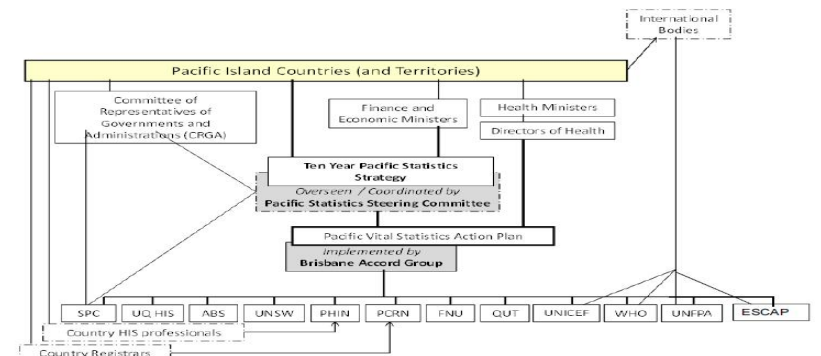 International
Bodies
Pacific Island Countries (and Territories)
Committee of
Representatives of
Governments and
Administrations (CRGA)
Finance and
Economic Ministers
Health Ministers
Directors of Health
Ten Year Pacific Statistics
Strategy
Overseen / Coordinated by
Pacific Statistics Steering Committee
Pacific Vital Statistics Action Plan
Implemented by
Brisbane Accord Group
SPC
UQ HIS
ABS
UNSW
PHIN
PCRN
FNU
QUT
UNICEF
WHO
UNFPA
ESCAP
Country HIS professionals
Country Registrars